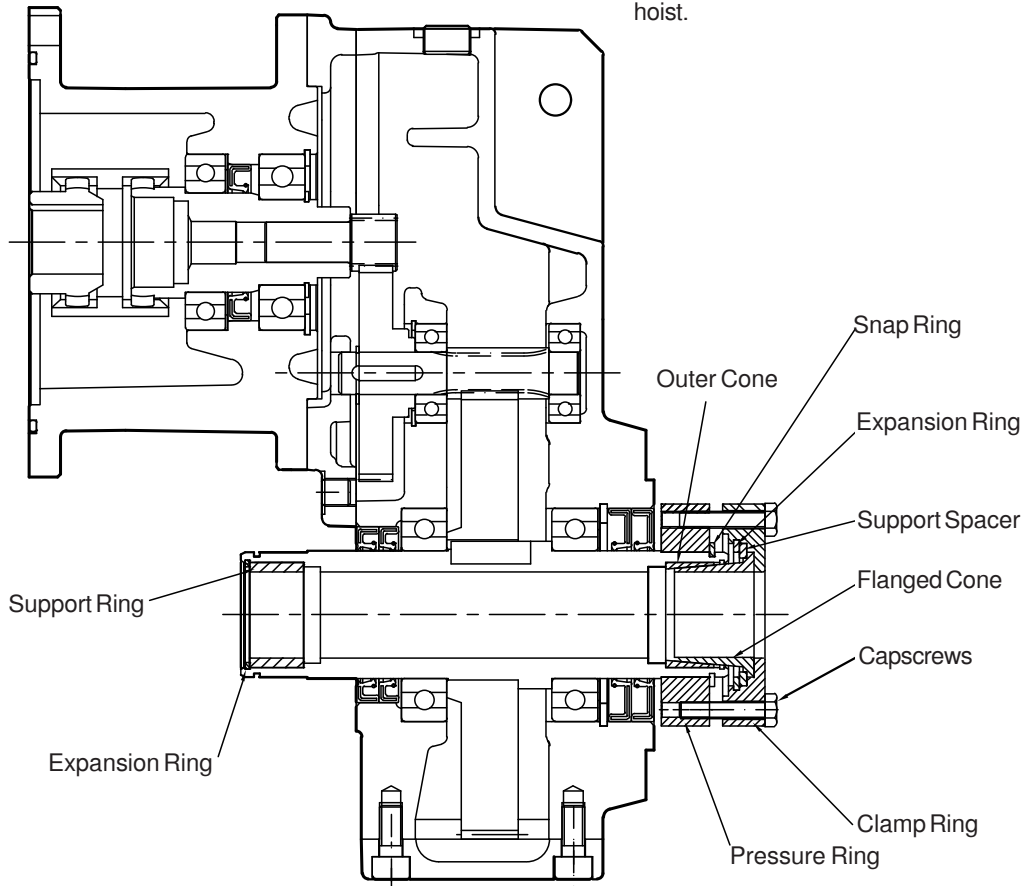 hoist.
Snap Ring
Outer Cone
Expansion Ring
Support Spacer
Flanged Cone
Support Ring
Capscrews
Expansion Ring
Clamp Ring
Pressure Ring